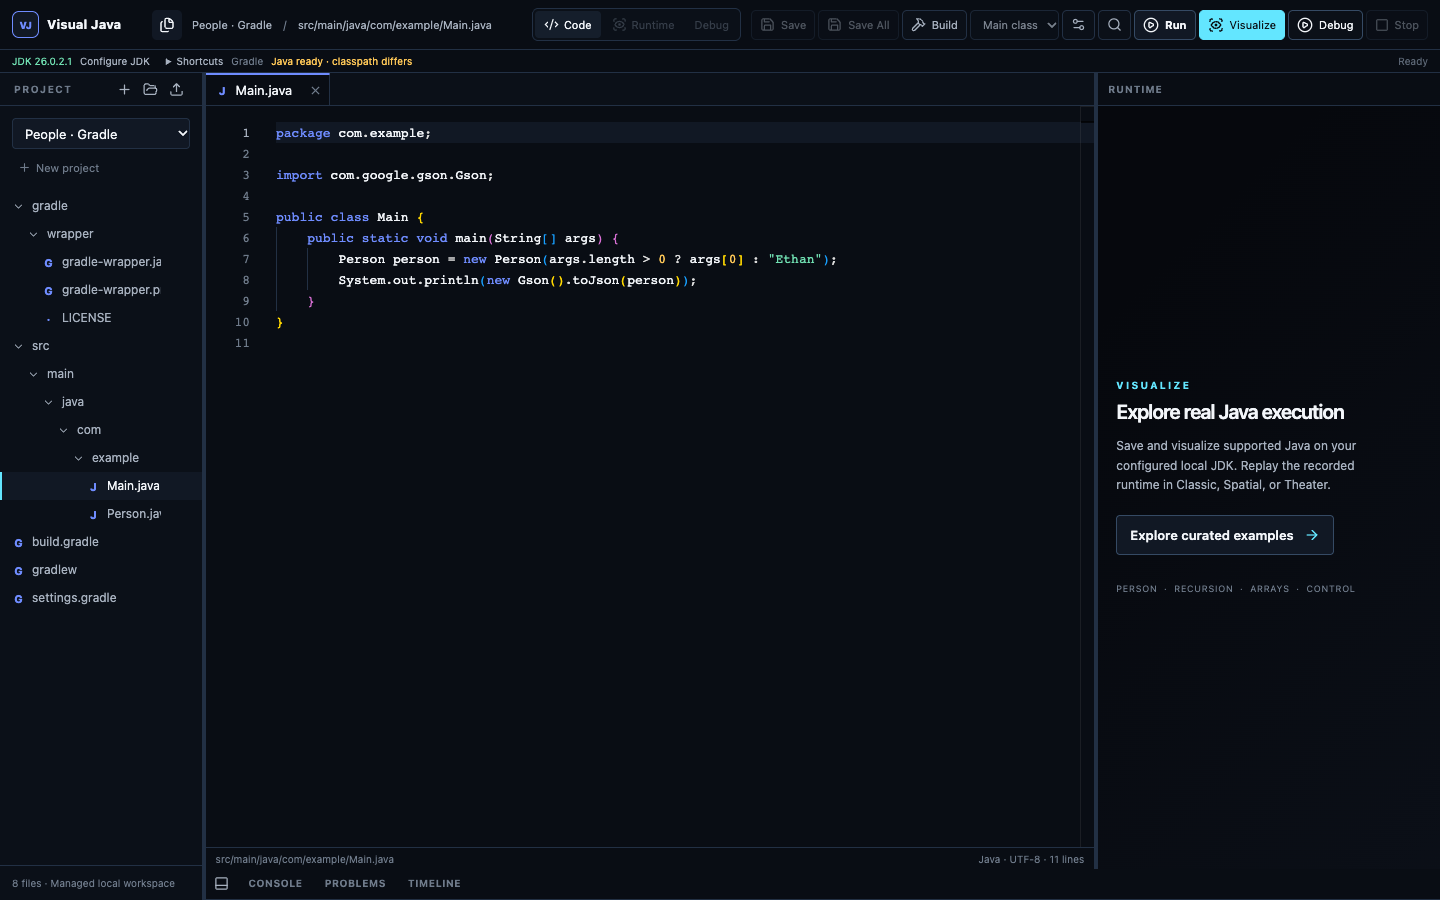 VJ Visual Java People · Gradle / src/main/java/com/example/Main.java Code Runtime Debug Save Save All Build Main class Run Visualize Debug Stop
JDK 26.0.2.1 Configure JDK ▶ Shortcuts Gradle Java ready · classpath differs Ready
PROJECT
People · Gradle
+ New project
gradle
wrapper
G gradle-wrapper.ja
G gradle-wrapper.p
LICENSE
src
main
java
com
example
J Main.java
J Person.ja
G build.gradle
G gradlew
G settings.gradle
8 files · Managed local workspace
J Main.java ×
1 package com.example;
2
3 import com.google.gson.Gson;
4
5 public class Main {
6 public static void main(String[] args) {
7 Person person = new Person(args.length > 0 ? args[0] : "Ethan");
8 System.out.println(new Gson().toJson(person));
9 }
10 }
11
src/main/java/com/example/Main.java Java · UTF-8 · 11 lines
CONSOLE PROBLEMS TIMELINE
RUNTIME
VISUALIZE
Explore real Java execution
Save and visualize supported Java on your
configured local JDK. Replay the recorded
runtime in Classic, Spatial, or Theater.
Explore curated examples →
PERSON · RECURSION · ARRAYS · CONTROL